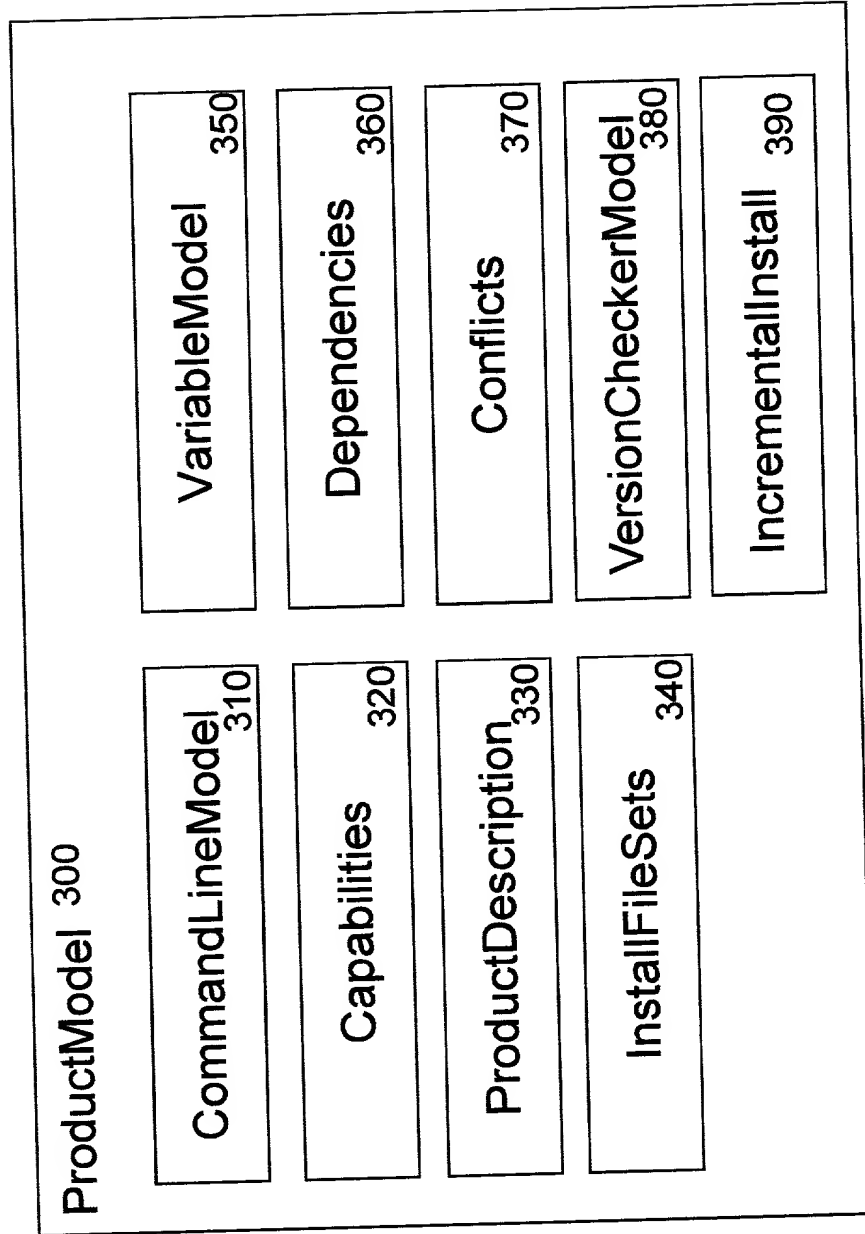 ProductModel 300
CommandLineModel
310
Capabilities
320
ProductDescription
330
InstallFileSets
340
VariableModel
350
Dependencies
360
Conflicts
370
VersionCheckerModel
380
IncrementalInstall
390